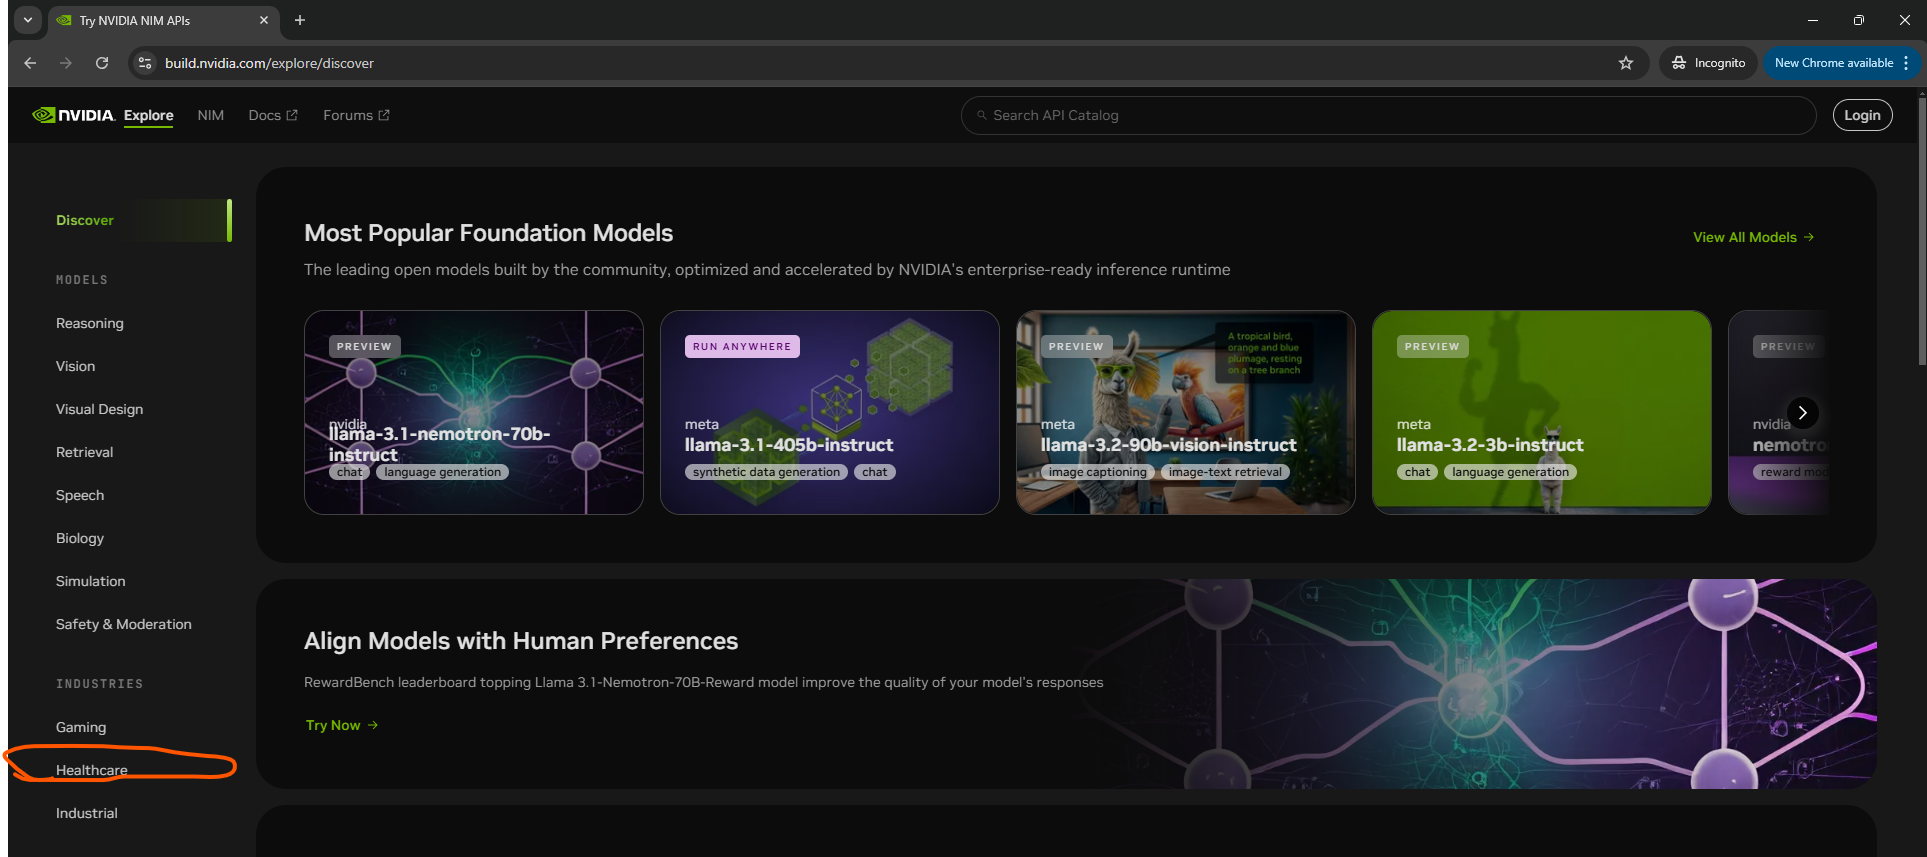 Try NVIDIA NIM APIs
build.nvidia.com/explore/discover
Incognito
New Chrome available
NVIDIA. Explore NIM Docs Forums
Search API Catalog
Login
Discover
MODELS
Reasoning
Vision
Visual Design
Retrieval
Speech
Biology
Simulation
Safety & Moderation
INDUSTRIES
Gaming
Healthcare
Industrial
Most Popular Foundation Models
View All Models
The leading open models built by the community, optimized and accelerated by NVIDIA's enterprise-ready inference runtime
PREVIEW
nvidia
llama-3.1-nemotron-70b-
instruct
chat language generation
RUN ANYWHERE
meta
llama-3.1-405b-instruct
synthetic data generation chat
PREVIEW
A tropical bird,
orange and blue
plumage, resting
on a tree branch
meta
llama-3.2-90b-vision-instruct
image captioning image-text retrieval
PREVIEW
meta
llama-3.2-3b-instruct
chat language generation
PREVIEW
nvidia
nemotro
reward mod
Align Models with Human Preferences
RewardBench leaderboard topping Llama 3.1-Nemotron-70B-Reward model improve the quality of your model's responses
Try Now